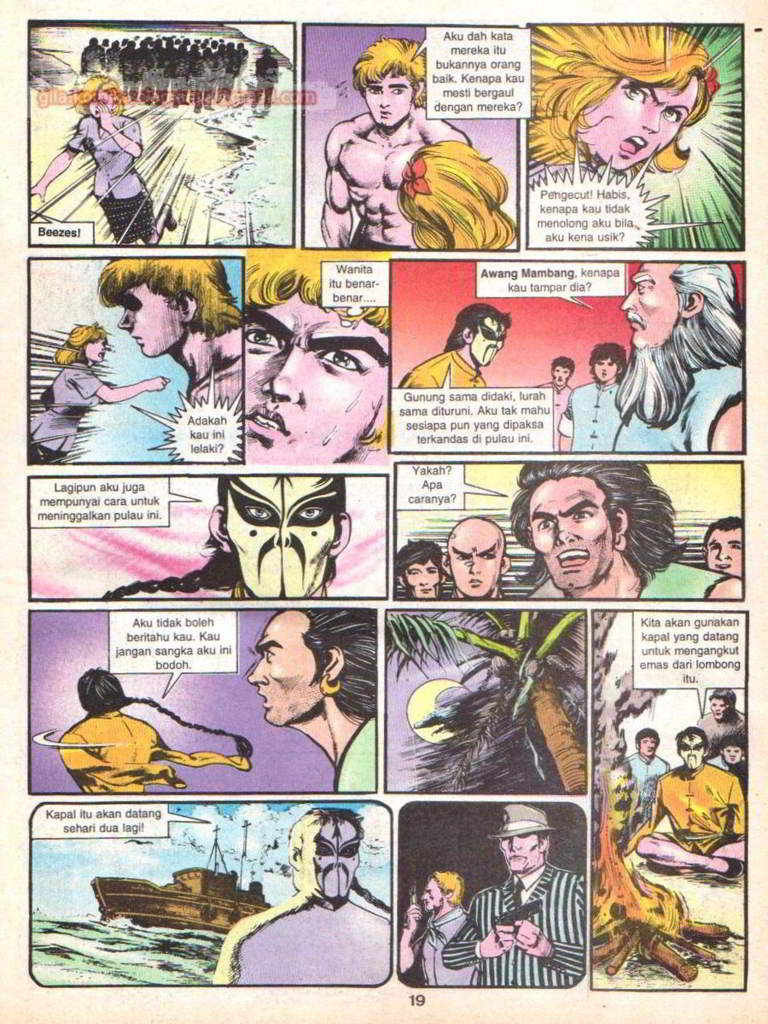 Beezes!
Aku dah kata
mereka itu
bukannya orang
baik. Kenapa kau
mesti bergaul
dengan mereka?
Pengecut! Habis,
kenapa kau tidak
menolong aku bila
aku kena usik?
Adakah
kau ini
lelaki?
Wanita
itu benar-
benar....
Awang Mambang, kenapa
kau tampar dia?
Gunung sama didaki, lurah
sama dituruni. Aku tak mahu
sesiapa pun yang dipaksa
terkandas di pulau ini.
Lagipun aku juga
mempunyai cara untuk
meninggalkan pulau ini.
Yakah?
Apa
caranya?
Aku tidak boleh
beritahu kau. Kau
jangan sangka aku ini
bodoh.
Kita akan gunakan
kapal yang datang
untuk mengangkut
emas dari lombong
itu.
Kapal itu akan datang
sehari dua lagi!
19